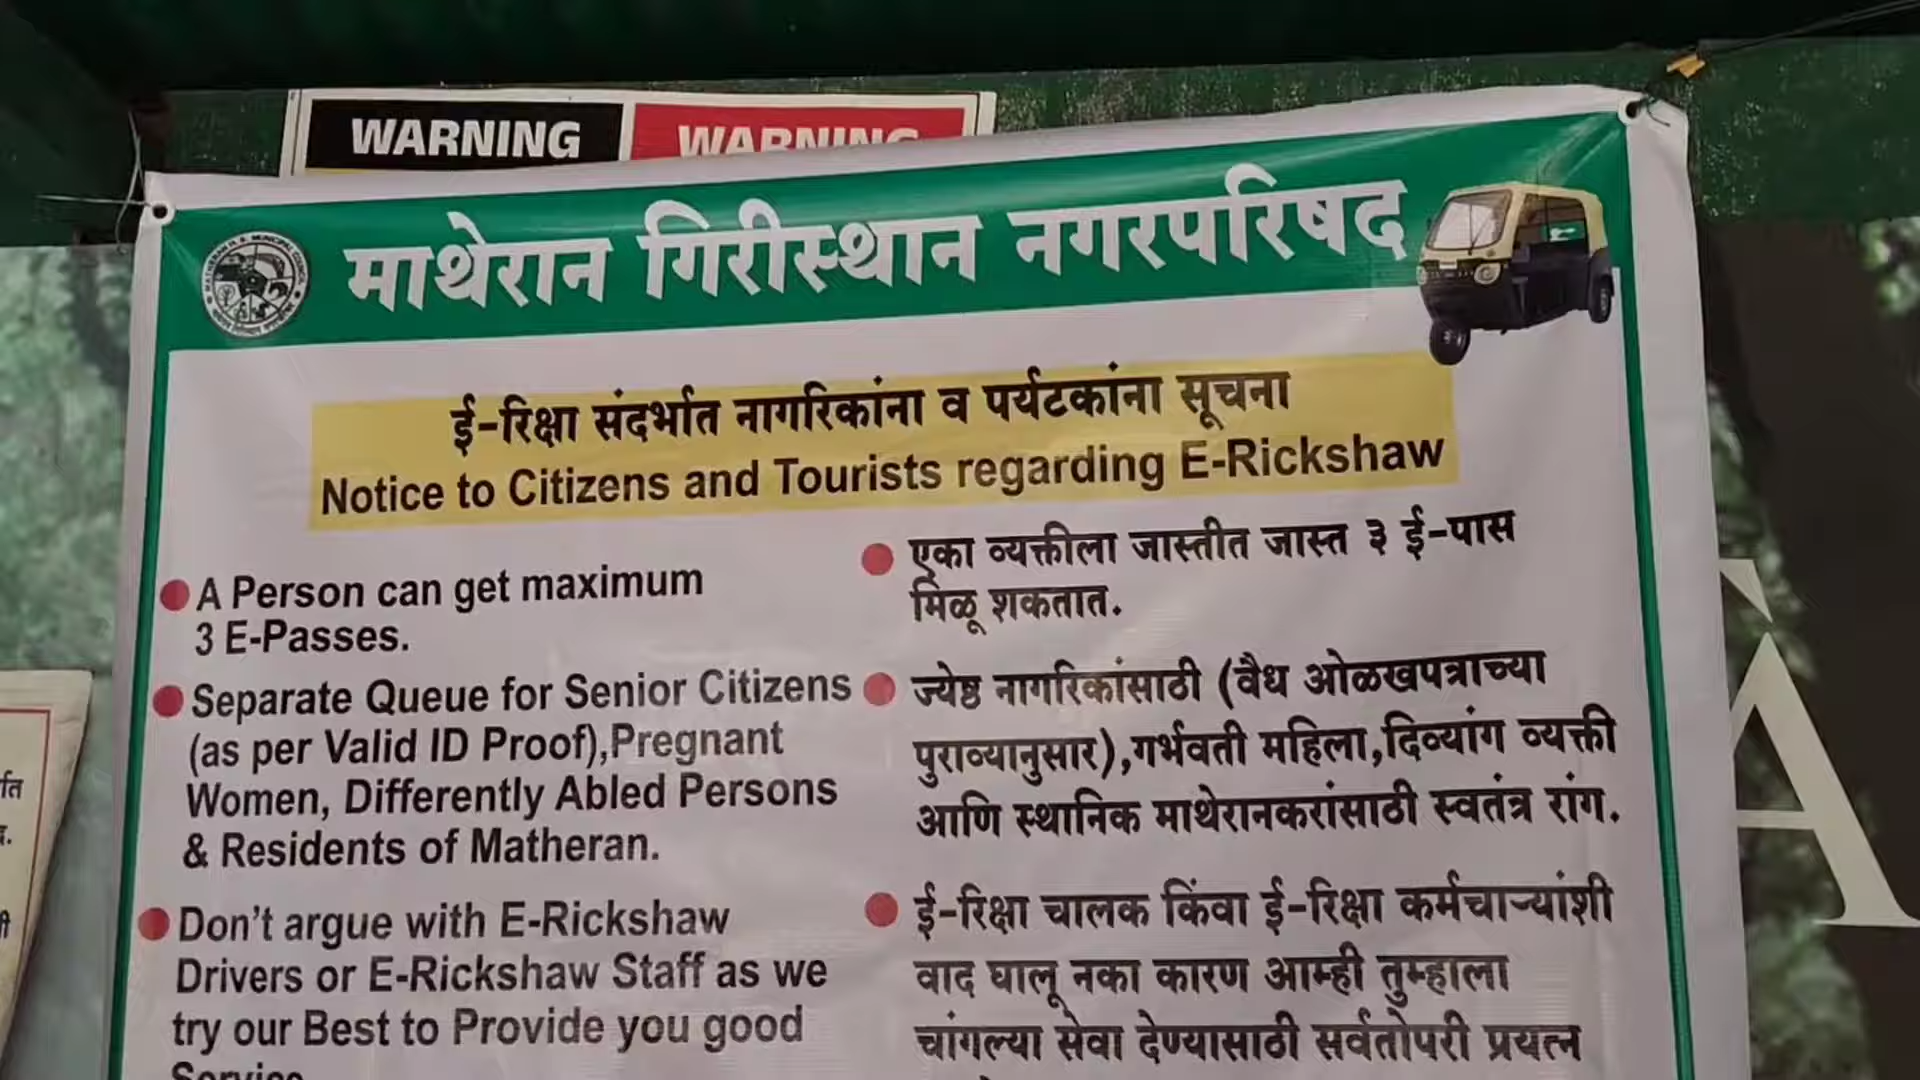 WARNING WARNING
माथेरान गिरीस्थान नगरपरिषद
ई-रिक्षा संदर्भात नागरिकांना व पर्यटकांना सूचना
Notice to Citizens and Tourists regarding E-Rickshaw
A Person can get maximum
3 E-Passes.
Separate Queue for Senior Citizens
(as per Valid ID Proof),Pregnant
Women, Differently Abled Persons
& Residents of Matheran.
Don't argue with E-Rickshaw
Drivers or E-Rickshaw Staff as we
try our Best to Provide you good
Service
एका व्यक्तीला जास्तीत जास्त ३ ई-पास
मिळू शकतात.
ज्येष्ठ नागरिकांसाठी (वैध ओळखपत्राच्या
पुराव्यानुसार),गर्भवती महिला,दिव्यांग व्यक्ती
आणि स्थानिक माथेरानकरांसाठी स्वतंत्र रांग.
ई-रिक्षा चालक किंवा ई-रिक्षा कर्मचाऱ्यांशी
वाद घालू नका कारण आम्ही तुम्हाला
चांगल्या सेवा देण्यासाठी सर्वतोपरी प्रयत्न
A